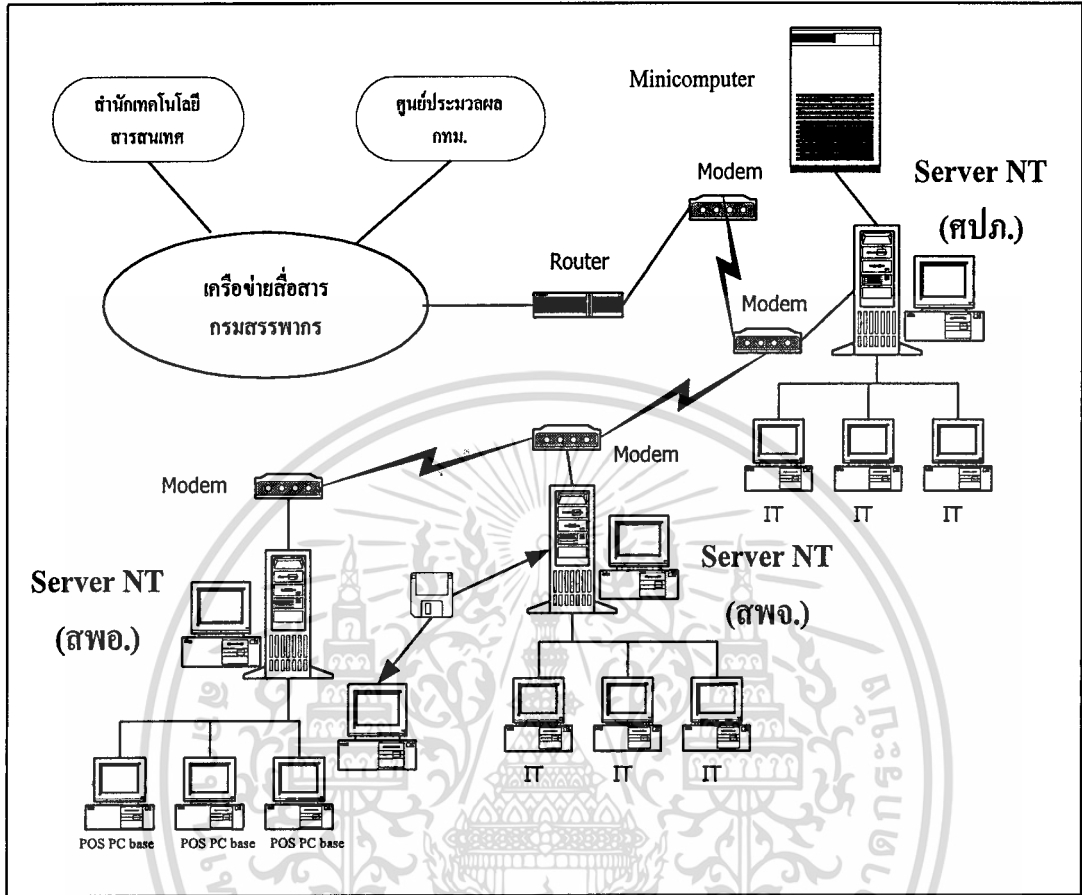 Minicomputer
สำนักเทคโนโลยี
สารสนเทศ
ศูนย์ประมวลผล
กทม.
Modem
Server NT
(ศปภ.)
เครือข่ายสื่อสาร
กรมสรรพากร
Router
Modem
Modem
Modem
IT
IT
IT
Server NT
(สพอ.)
Server NT
(สพจ.)
IT
IT
IT
POS PC base
POS PC base
POS PC base